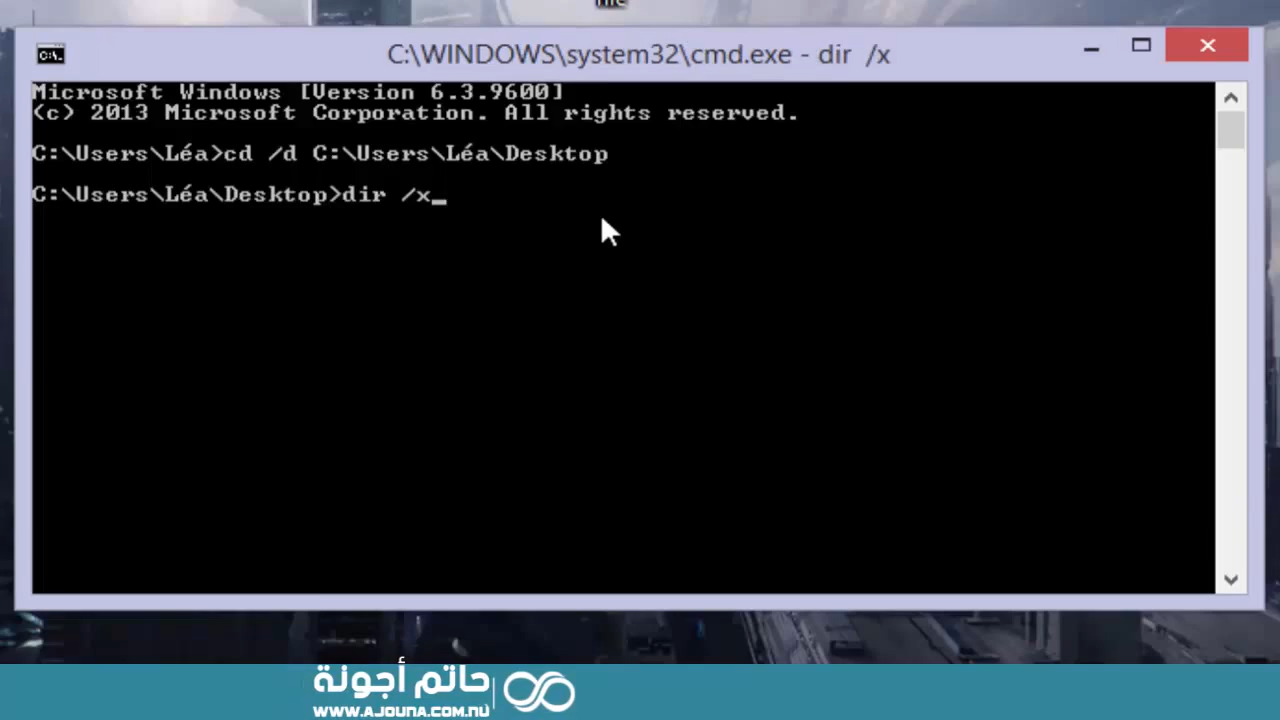 C:\WINDOWS\system32\cmd.exe - dir /x
Microsoft Windows [Version 6.3.9600]
(c) 2013 Microsoft Corporation. All rights reserved.
C:\Users\Léa>cd /d C:\Users\Léa\Desktop
C:\Users\Léa\Desktop>dir /x_
حاتم أجونة
WWW.AJOUNA.COM.NU